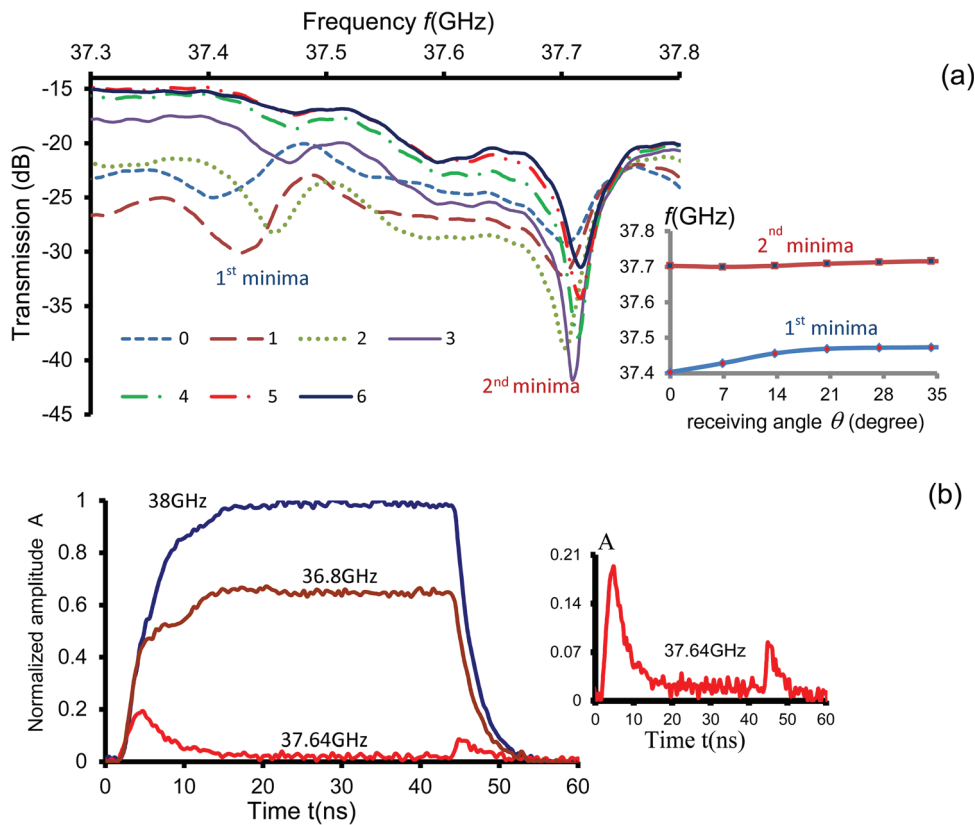 Frequency f(GHz)
37.3 37.4 37.5 37.6 37.7 37.8
(a)
Transmission (dB)
-15
-20
-25
-30
-35
-40
-45
1st minima
2nd minima
0 1 2 3
4 5 6
f(GHz)
37.8
37.7
37.6
37.5
37.4
2nd minima
1st minima
0 7 14 21 28 35
receiving angle θ (degree)
(b)
Normalized amplitude A
1
0.8
0.6
0.4
0.2
0
38GHz
36.8GHz
37.64GHz
0 10 20 30 40 50 60
Time t(ns)
A
0.21
0.14
0.07
0
37.64GHz
0 10 20 30 40 50 60
Time t(ns)